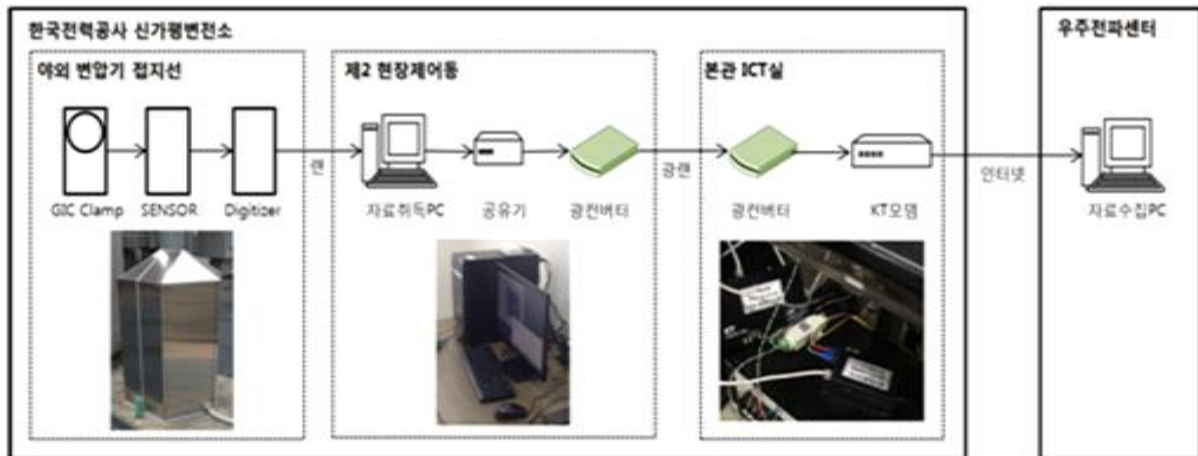 한국전력공사 신가평변전소
우주전파센터
야외 변압기 접지선
제2 현장제어동
본관 ICT실
GIC Clamp
SENSOR
Digitizer
랜
자료취득PC
공유기
광컨버터
광랜
광컨버터
KT모뎀
인터넷
자료수집PC